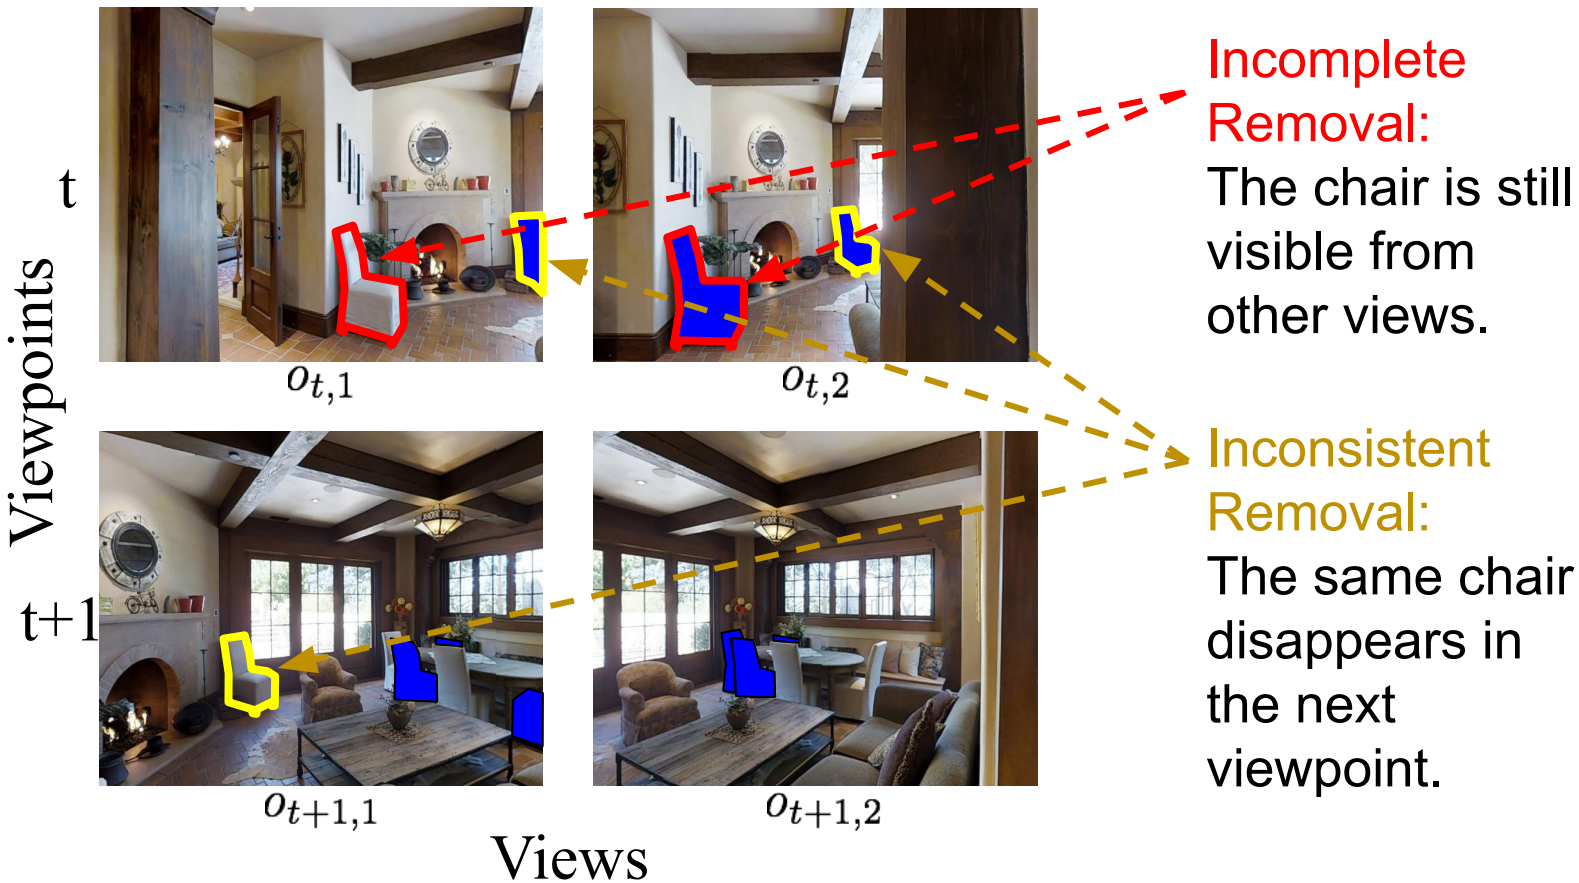 Incomplete
Removal:
The chair is still
visible from
other views.
t
Viewpoints
o_{t,1}
o_{t,2}
Inconsistent
Removal:
The same chair
disappears in
the next
viewpoint.
t+1
o_{t+1,1}
o_{t+1,2}
Views